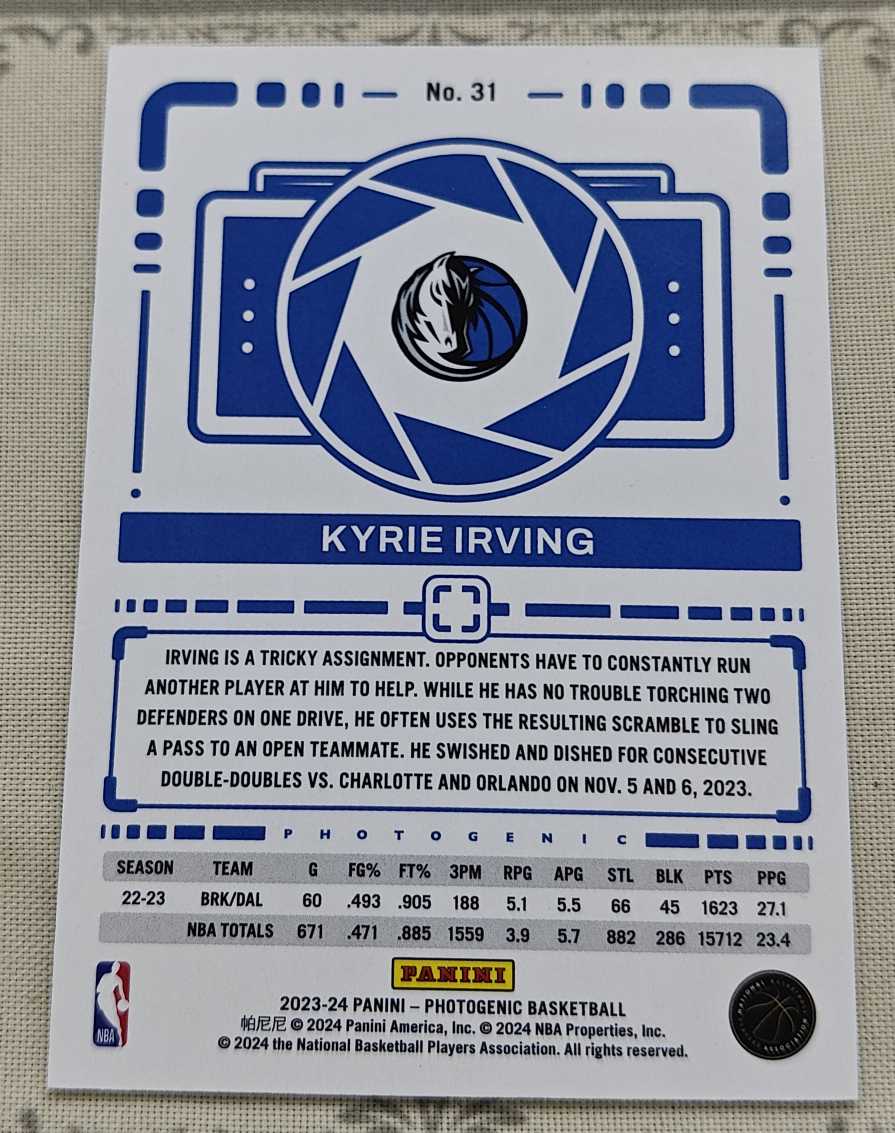 No. 31
KYRIE IRVING
IRVING IS A TRICKY ASSIGNMENT. OPPONENTS HAVE TO CONSTANTLY RUN
ANOTHER PLAYER AT HIM TO HELP. WHILE HE HAS NO TROUBLE TORCHING TWO
DEFENDERS ON ONE DRIVE, HE OFTEN USES THE RESULTING SCRAMBLE TO SLING
A PASS TO AN OPEN TEAMMATE. HE SWISHED AND DISHED FOR CONSECUTIVE
DOUBLE-DOUBLES VS. CHARLOTTE AND ORLANDO ON NOV. 5 AND 6, 2023.
PHOTOGENIC
SEASON TEAM G FG% FT% 3PM RPG APG STL BLK PTS PPG
22-23 BRK/DAL 60 .493 .905 188 5.1 5.5 66 45 1623 27.1
NBA TOTALS 671 .471 .885 1559 3.9 5.7 882 286 15712 23.4
PANINI
2023-24 PANINI – PHOTOGENIC BASKETBALL
帕尼尼 © 2024 Panini America, Inc. © 2024 NBA Properties, Inc.
© 2024 the National Basketball Players Association. All rights reserved.
NBA
NATIONAL BASKETBALL
ASSOCIATION